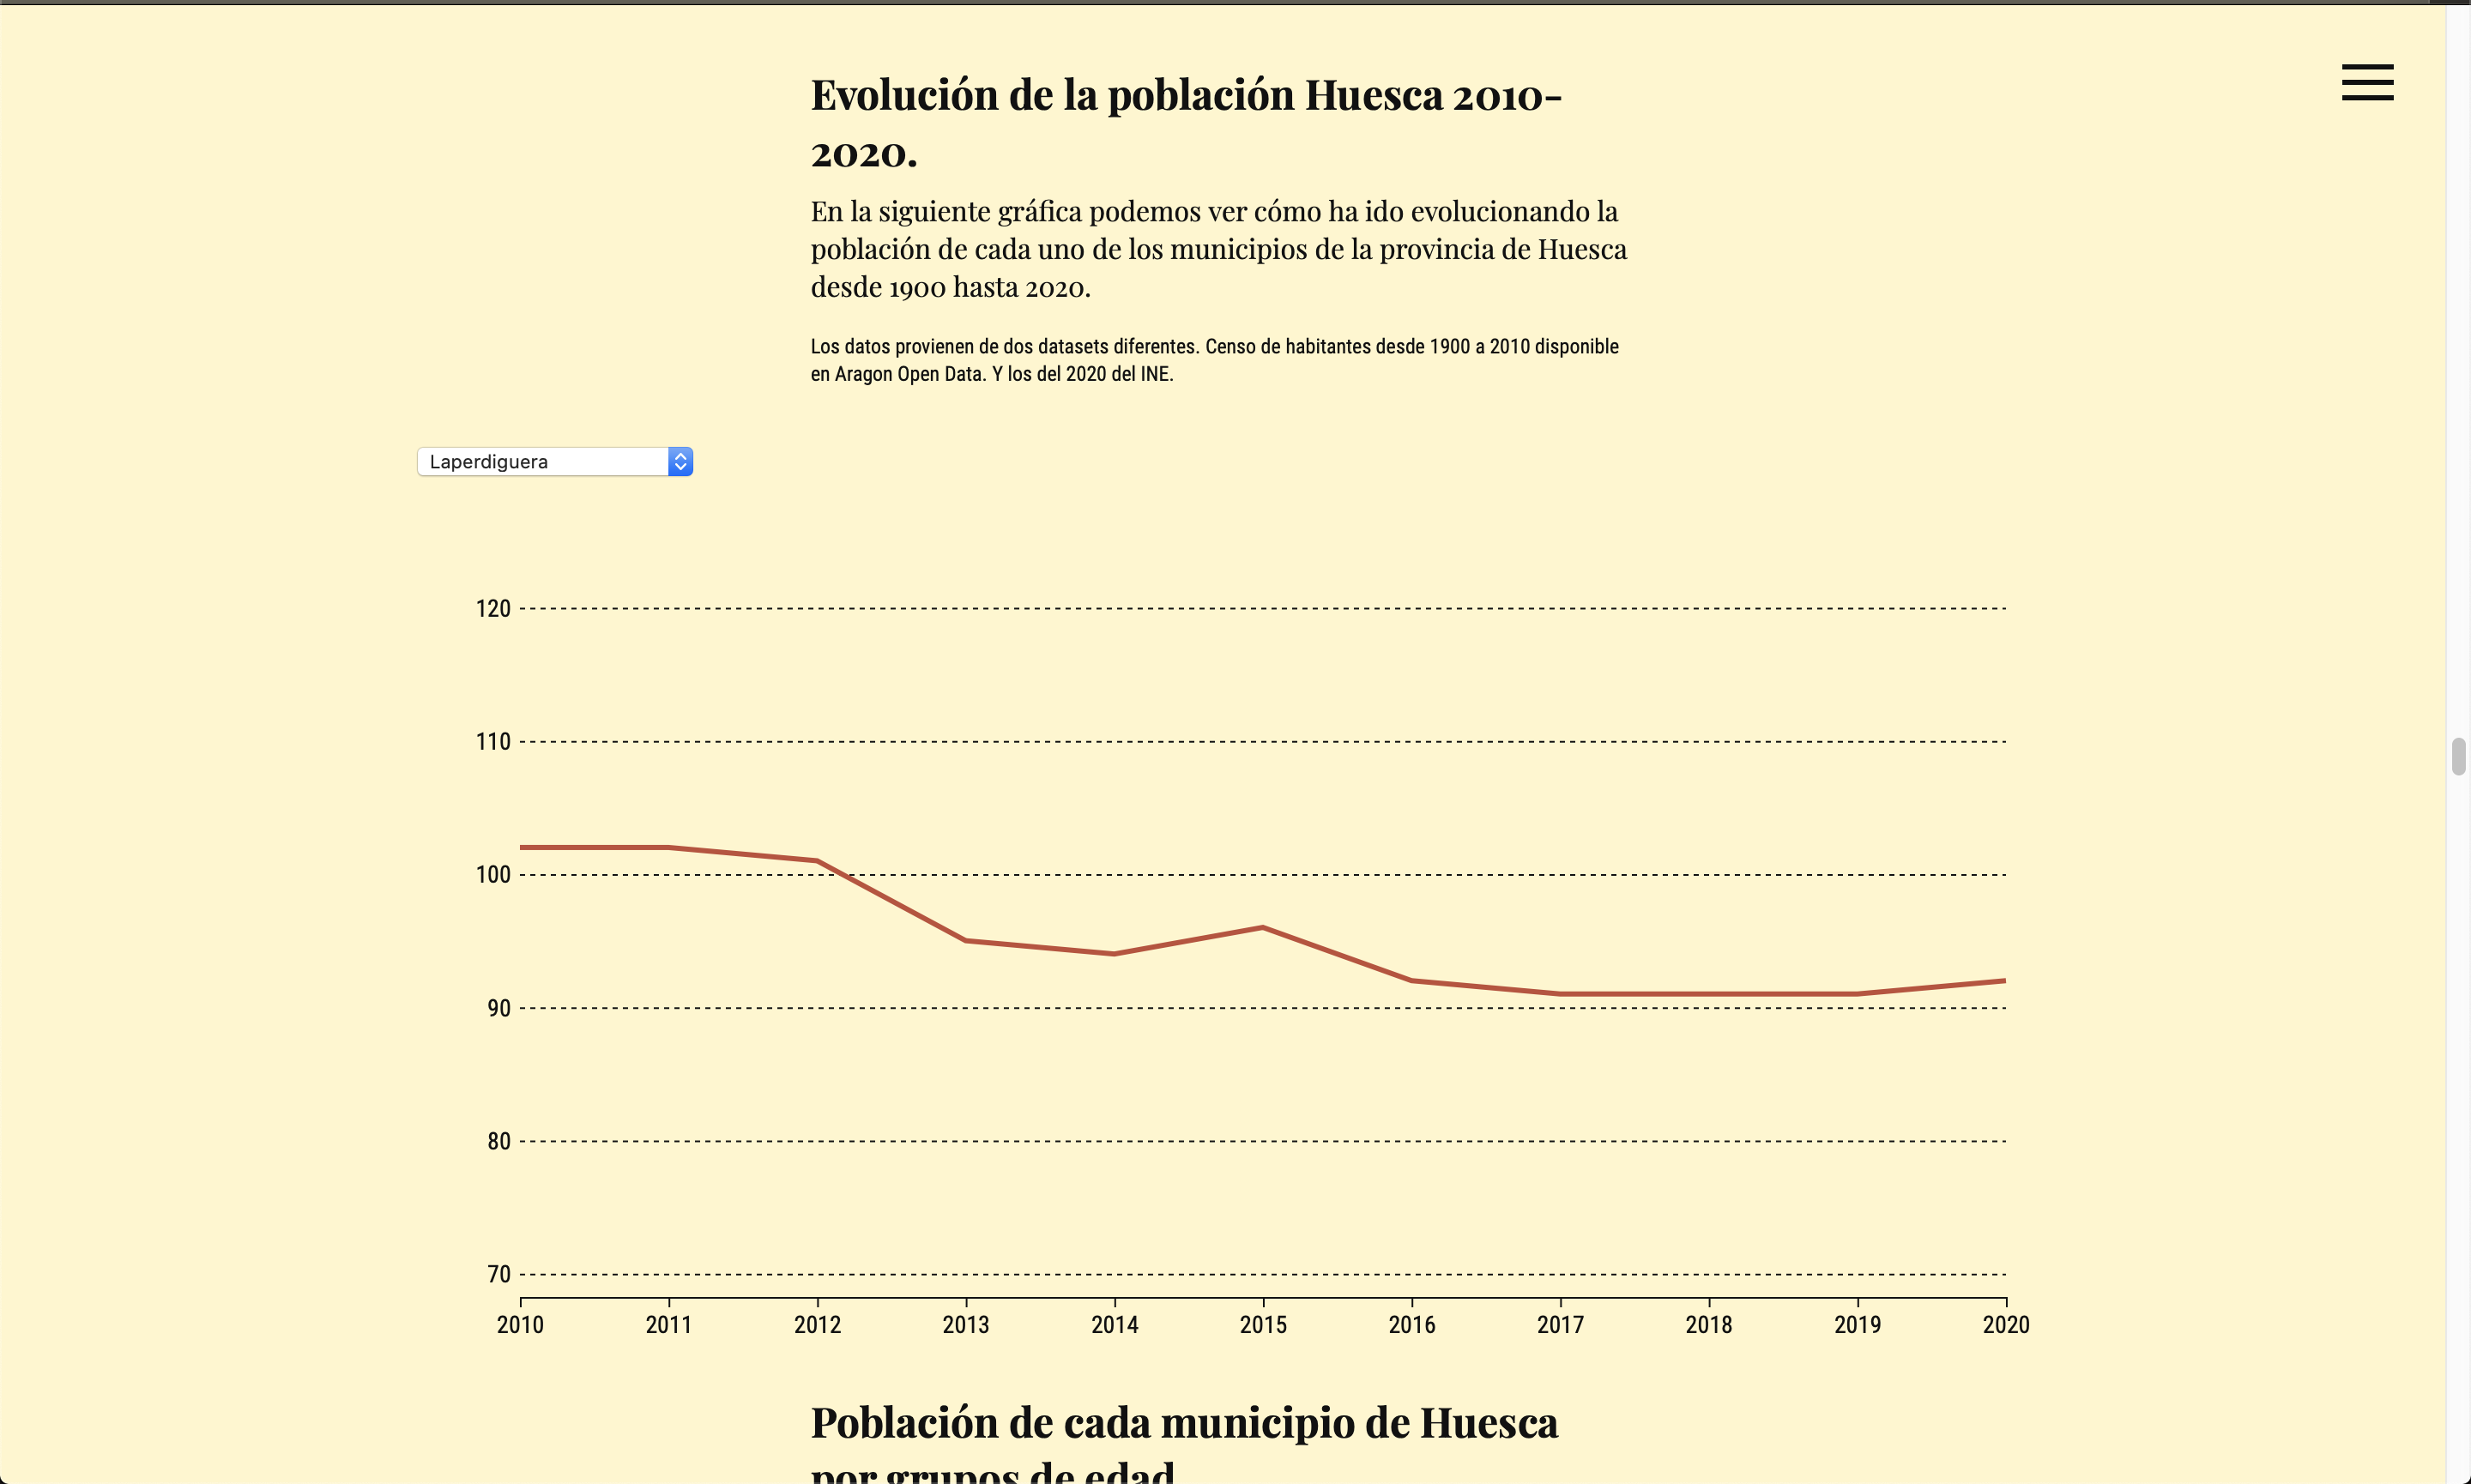 Evolución de la población Huesca 2010-
2020.
En la siguiente gráfica podemos ver cómo ha ido evolucionando la
población de cada uno de los municipios de la provincia de Huesca
desde 1900 hasta 2020.
Los datos provienen de dos datasets diferentes. Censo de habitantes desde 1900 a 2010 disponible
en Aragon Open Data. Y los del 2020 del INE.
Laperdiguera
120
110
100
90
80
70
2010 2011 2012 2013 2014 2015 2016 2017 2018 2019 2020
Población de cada municipio de Huesca
por grupos de edad